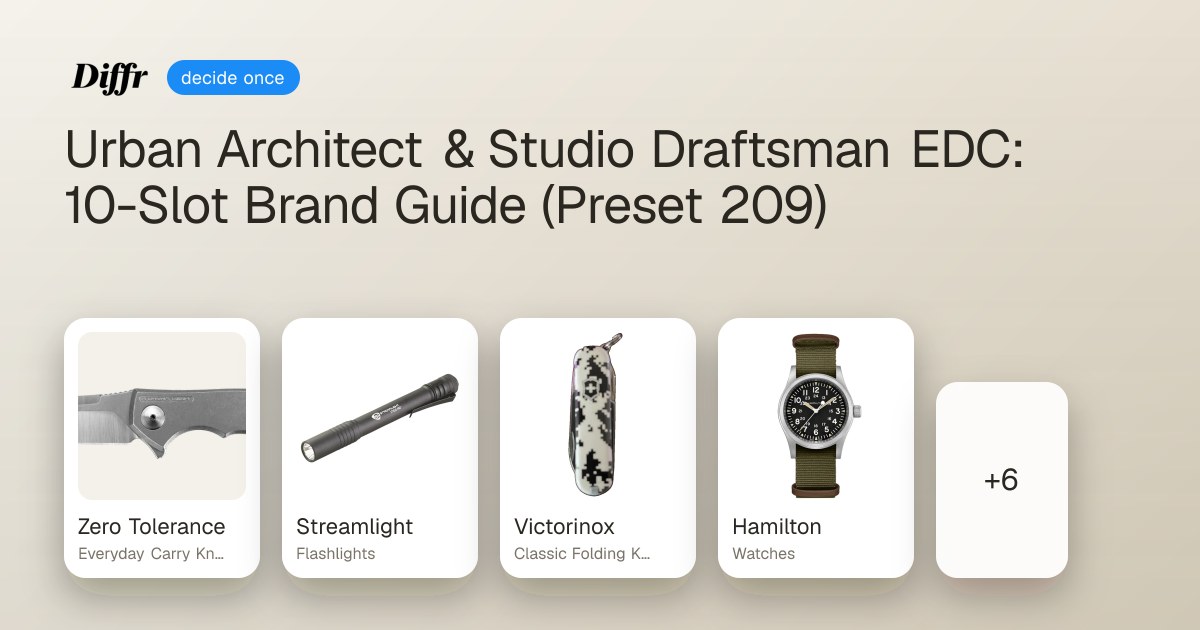 Diffr
decide once
Urban Architect & Studio Draftsman EDC:
10-Slot Brand Guide (Preset 209)
+6
Zero Tolerance
Everyday Carry Kn...
Streamlight
Flashlights
Victorinox
Classic Folding K...
Hamilton
Watches